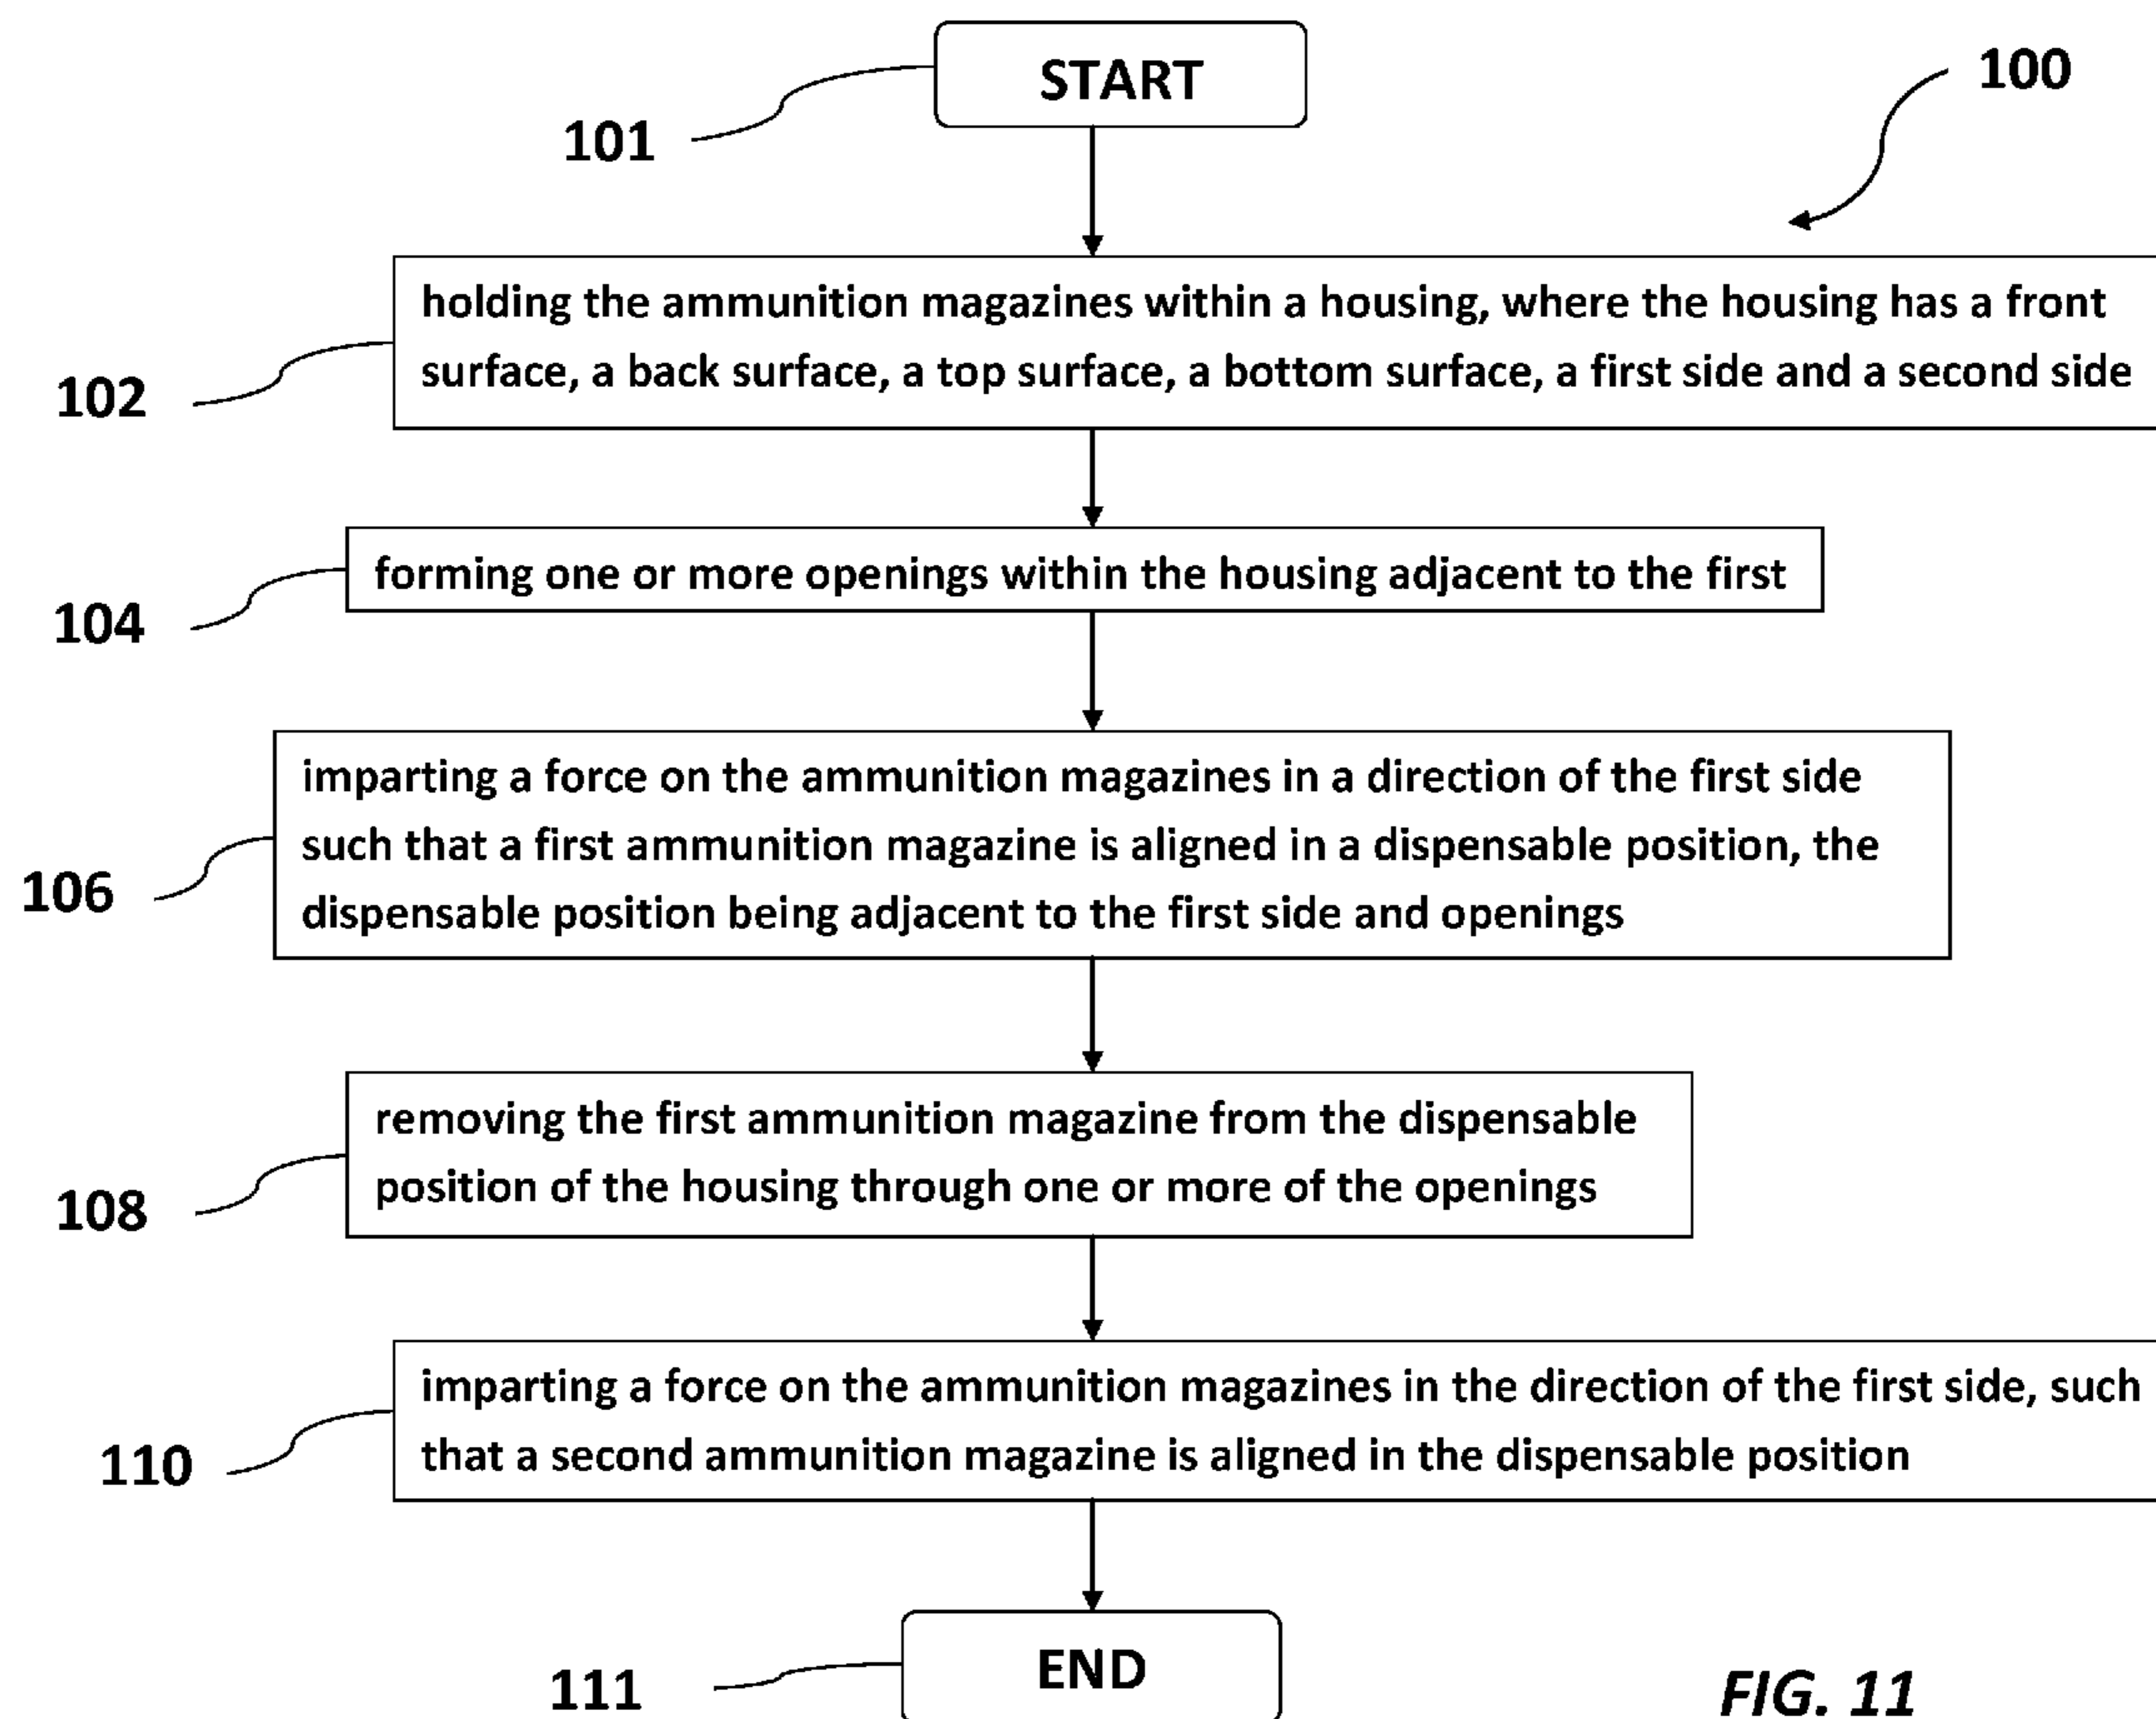 START
100
101
holding the ammunition magazines within a housing, where the housing has a front
surface, a back surface, a top surface, a bottom surface, a first side and a second side
102
forming one or more openings within the housing adjacent to the first
104
imparting a force on the ammunition magazines in a direction of the first side
such that a first ammunition magazine is aligned in a dispensable position, the
dispensable position being adjacent to the first side and openings
106
removing the first ammunition magazine from the dispensable
position of the housing through one or more of the openings
108
imparting a force on the ammunition magazines in the direction of the first side, such
that a second ammunition magazine is aligned in the dispensable position
110
END
111
FIG. 11